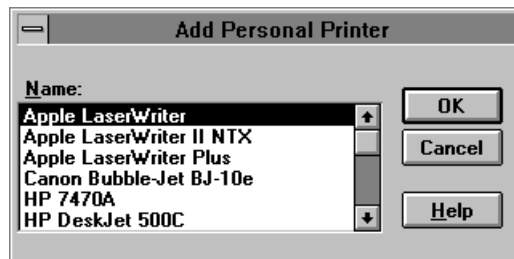 Add Personal Printer
Name:
Apple LaserWriter
Apple LaserWriter II NTX
Apple LaserWriter Plus
Canon Bubble-Jet BJ-10e
HP 7470A
HP DeskJet 500C
OK
Cancel
Help